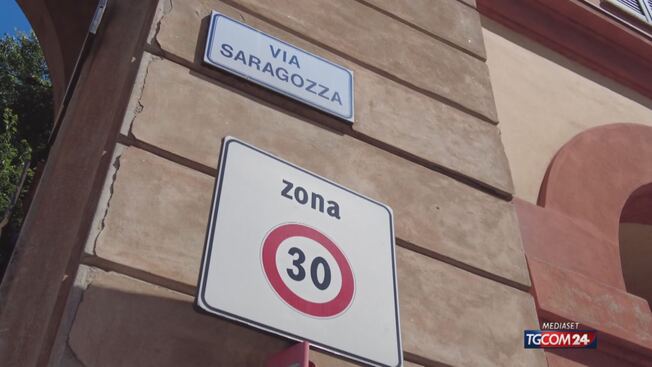 VIA
SARAGOZZA
zona
30
MEDIASET
TGCOM24